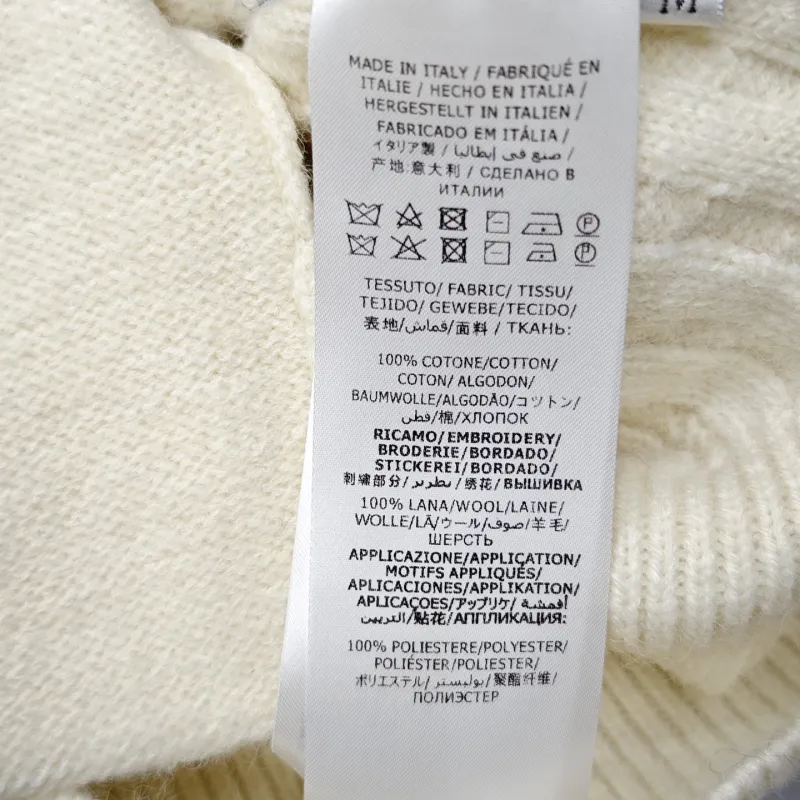 M
MADE IN ITALY / FABRIQUÉ EN
ITALIE / HECHO EN ITALIA /
HERGESTELLT IN ITALIEN /
FABRICADO EM ITÁLIA /
イタリア製 / صنع في إيطاليا /
产地:意大利 / СДЕЛАНО В
ИТАЛИИ
P
P
TESSUTO/ FABRIC/ TISSU/
TEJIDO/ GEWEBE/TECIDO/
表地/قماش/面料 / ТКАНЬ:
100% COTONE/COTTON/
COTON/ ALGODON/
BAUMWOLLE/ALGODÃO/コットン/
قطن/棉/ХЛОПОК
RICAMO/EMBROIDERY/
BRODERIE/BORDADO/
STICKEREI/BORDADO/
刺繍部分/ تطريز /绣花/ ВЫШИВКА
100% LANA/WOOL/LAINE/
WOLLE/LÃ/ウール/صوف/羊毛/
ШЕРСТЬ
APPLICAZIONE/APPLICATION/
MOTIFS APPLIQUÉS/
APLICACIONES/APPLIKATION/
APLICAÇOES/アップリケ/ أقمشة
التزيين/贴花/АППЛИКАЦИЯ:
100% POLIESTERE/POLYESTER/
POLIÉSTER/POLIESTER/
ポリエステル/ بوليستر/聚酯纤维/
ПОЛИЭСТЕР